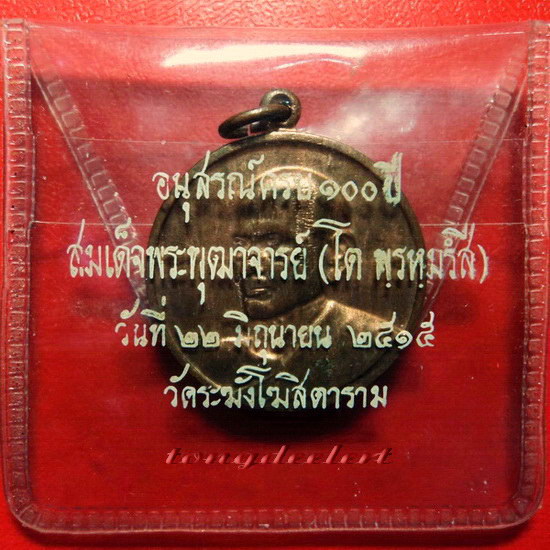 อนุสรณ์ครบ ๑๐๐ ปี
สมเด็จพระพุฒาจารย์ (โต พฺรหฺมรํสี)
วันที่ ๒๒ มิถุนายน ๒๕๑๕
วัดระฆังโฆสิตาราม
tongdeelert